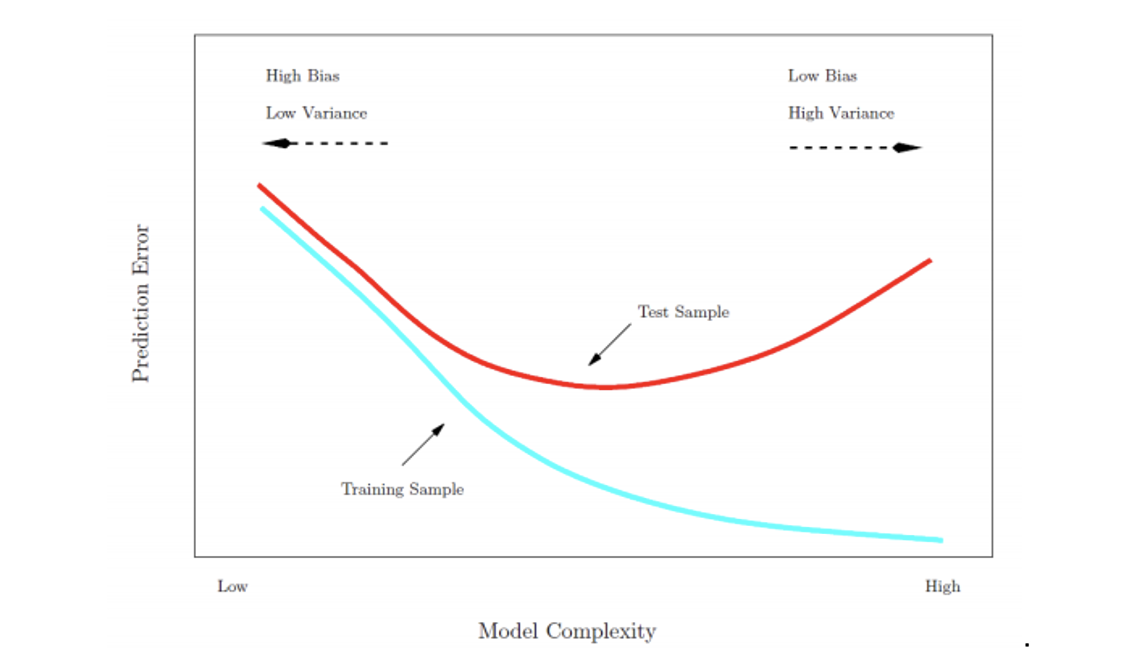 High Bias
Low Variance
Low Bias
High Variance
Prediction Error
Test Sample
Training Sample
Low
High
Model Complexity
.